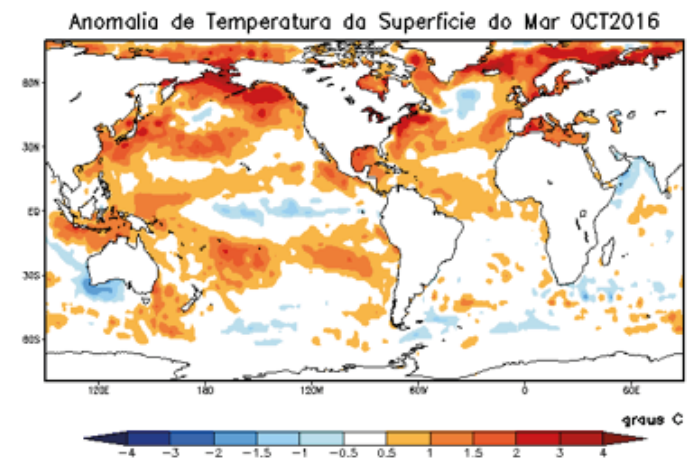 Anomalia de Temperatura da Superfície do Mar OCT2016
60N
30N
EQ
30S
60S
120E 180 120W 60W 0 60E
graus C
-4 -3 -2 -1.5 -1 -0.5 0.5 1 1.5 2 3 4